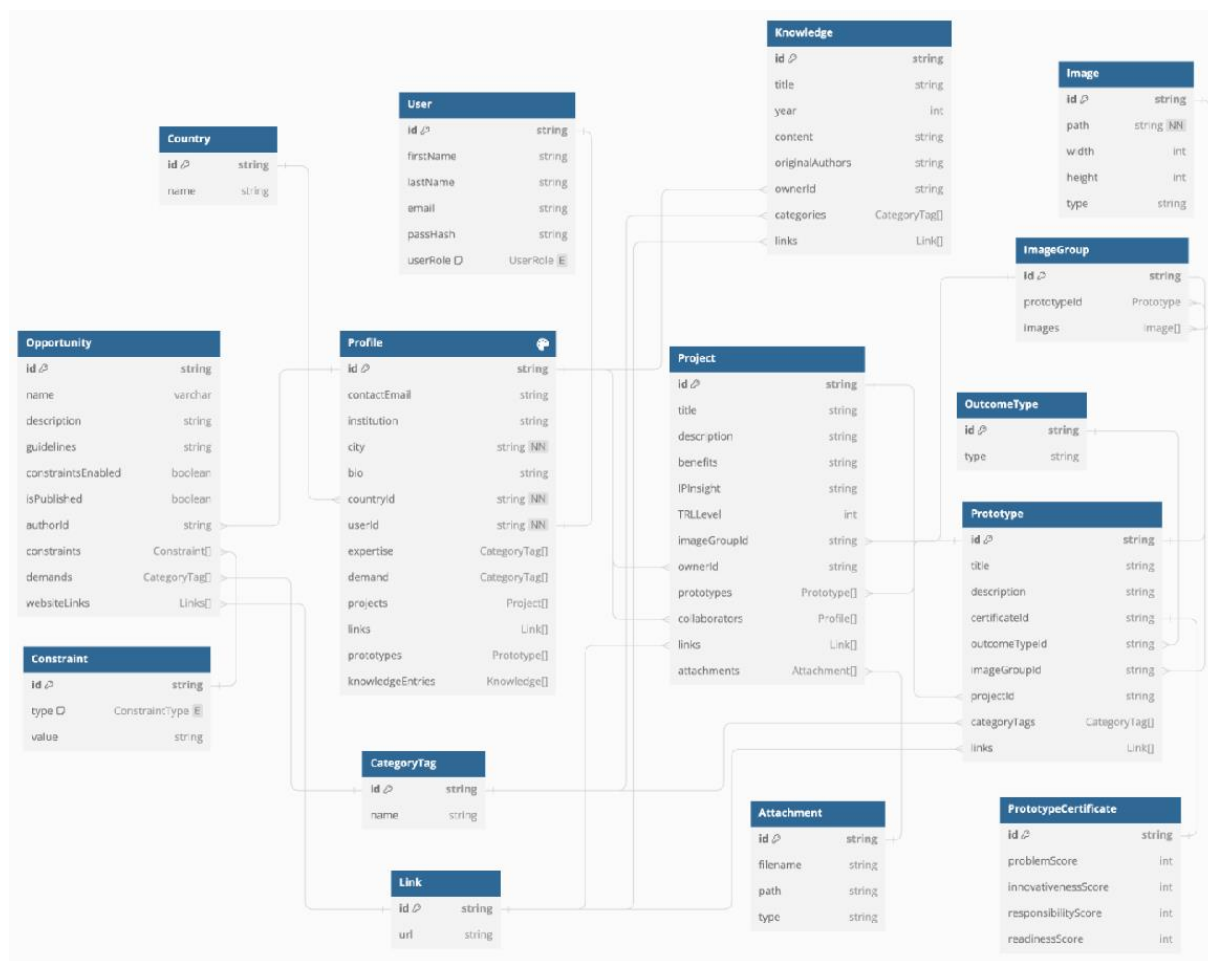 Knowledge
id string
title string
year int
content string
originalAuthors string
ownerId string
categories CategoryTag[]
links Link[]
Image
id string
path string NN
width int
height int
type string
User
id string
firstName string
lastName string
email string
passHash string
userRole UserRole E
Country
id string
name string
ImageGroup
id string
prototypeId Prototype
images Image[]
Opportunity
id string
name varchar
description string
guidelines string
constraintsEnabled boolean
isPublished boolean
authorId string
constraints Constraint[]
demands CategoryTag[]
websiteLinks Links[]
Profile
id string
contactEmail string
institution string
city string NN
bio string
countryId string NN
userId string NN
expertise CategoryTag[]
demand CategoryTag[]
projects Project[]
links Link[]
prototypes Prototype[]
knowledgeEntries Knowledge[]
Project
id string
title string
description string
benefits string
IPInsight string
TRLLevel int
imageGroupId string
ownerId string
prototypes Prototype[]
collaborators Profile[]
links Link[]
attachments Attachment[]
OutcomeType
id string
type string
Prototype
id string
title string
description string
certificateId string
outcomeTypeId string
imageGroupId string
projectId string
categoryTags CategoryTag[]
links Link[]
Constraint
id string
type ConstraintType E
value string
CategoryTag
id string
name string
Attachment
id string
filename string
path string
type string
PrototypeCertificate
id string
problemScore int
innovativenessScore int
responsibilityScore int
readinessScore int
Link
id string
url string